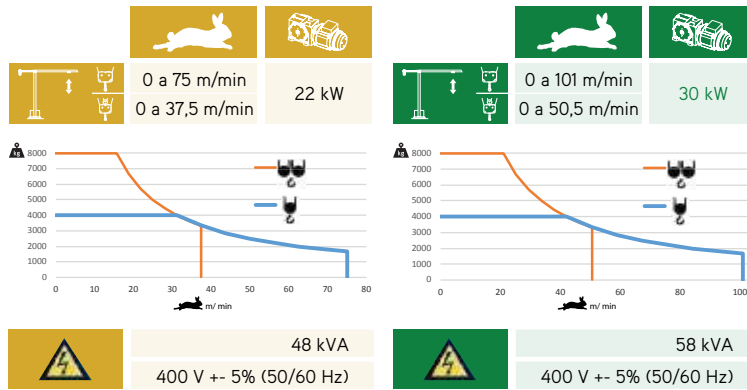 0 a 75 m/min
0 a 37,5 m/min
22 kW
0 a 101 m/min
0 a 50,5 m/min
30 kW
kg
8000
7000
6000
5000
4000
3000
2000
1000
0
0 10 20 30 40 50 60 70 80
m/ min
kg
8000
7000
6000
5000
4000
3000
2000
1000
0
0 20 40 60 80 100
m/ min
48 kVA
400 V +- 5% (50/60 Hz)
58 kVA
400 V +- 5% (50/60 Hz)